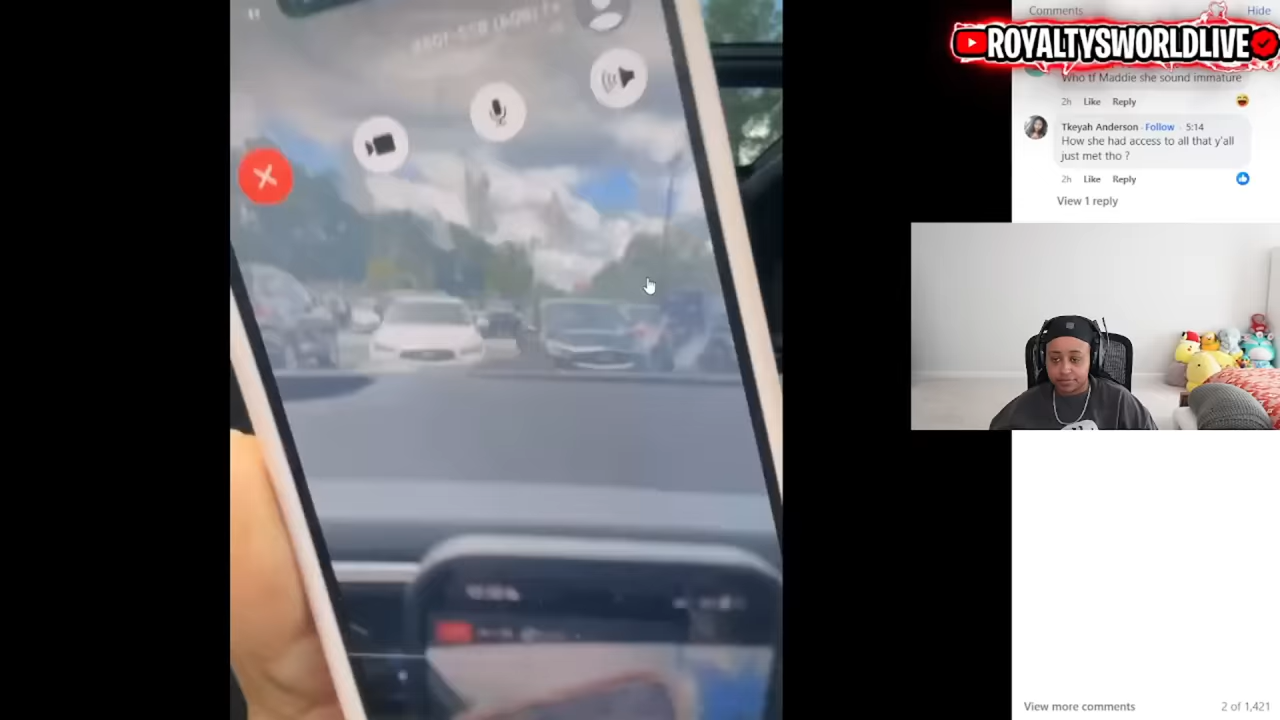 Comments
Hide
ROYALTYSWORLDLIVE
Who tf Maddie she sound immature
2h Like Reply
Tkeyah Anderson · Follow · 5:14
How she had access to all that y'all
just met tho ?
2h Like Reply
View 1 reply
View more comments
2 of 1,421